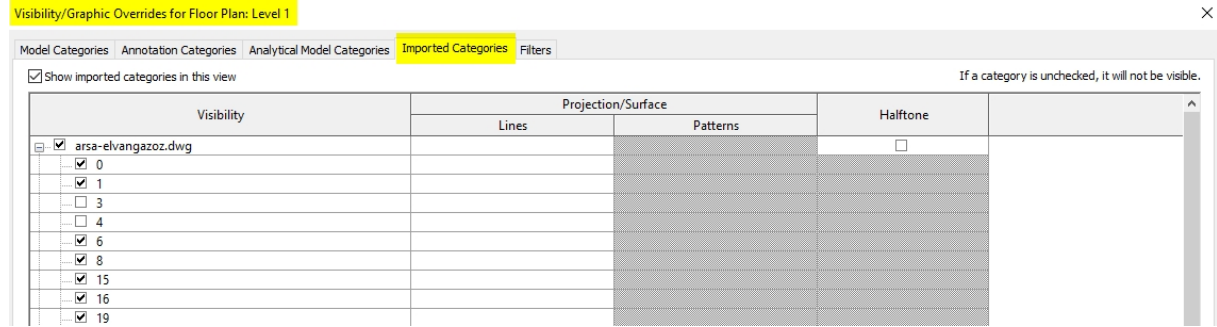 Visibility/Graphic Overrides for Floor Plan: Level 1
Model Categories Annotation Categories Analytical Model Categories Imported Categories Filters
Show imported categories in this view If a category is unchecked, it will not be visible.
Visibility Projection/Surface Halftone
Lines Patterns
arsa-elvangazoz.dwg
0
1
3
4
6
8
15
16
19